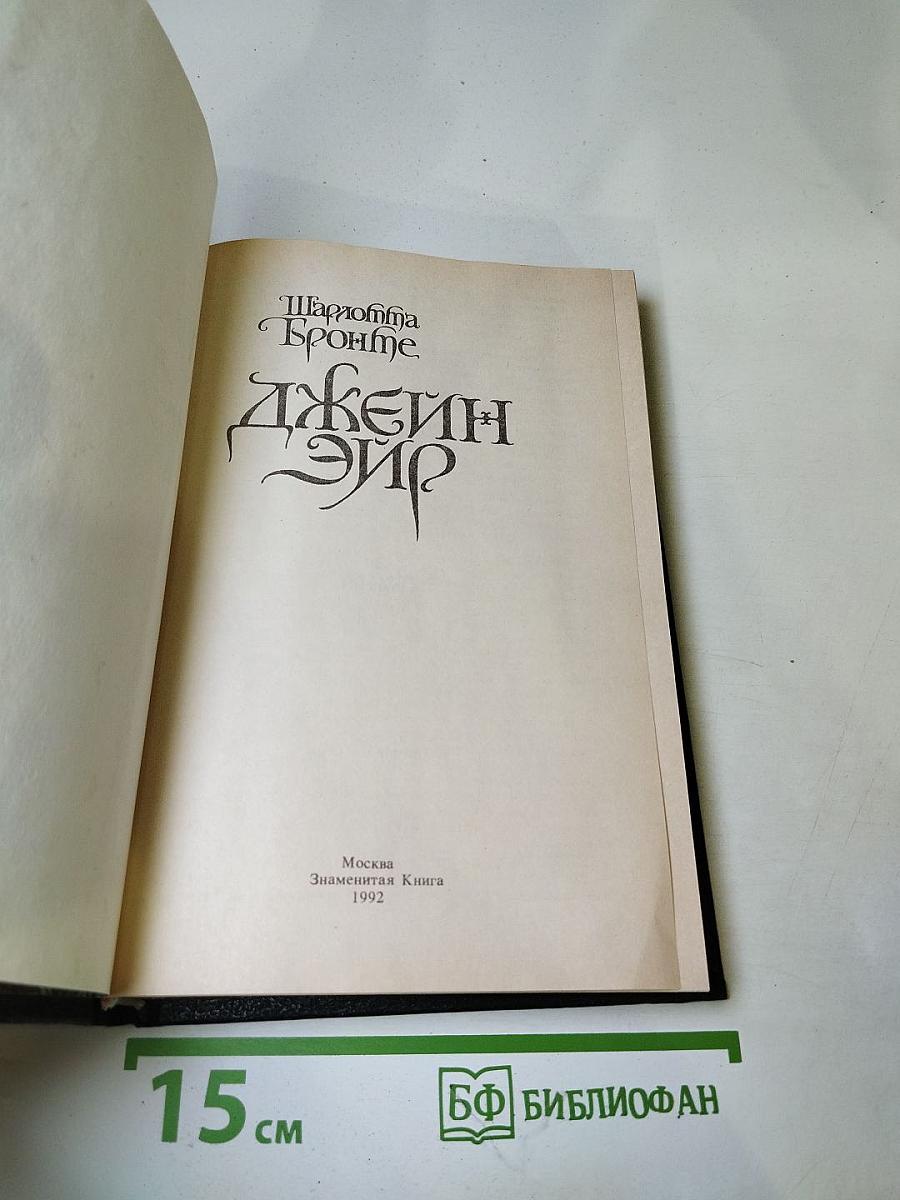 Шарлотта
Бронте
ДЖЕЙН
ЭЙР
Москва
Знаменитая Книга
1992
15 см
БФ БИБЛИОФАН